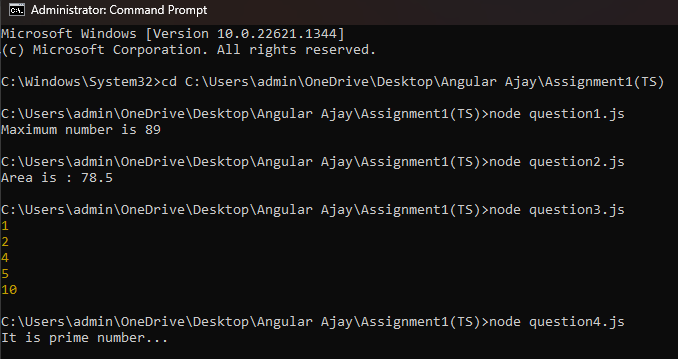 Administrator: Command Prompt
Microsoft Windows [Version 10.0.22621.1344]
(c) Microsoft Corporation. All rights reserved.
C:\Windows\System32>cd C:\Users\admin\OneDrive\Desktop\Angular Ajay\Assignment1(TS)
C:\Users\admin\OneDrive\Desktop\Angular Ajay\Assignment1(TS)>node question1.js
Maximum number is 89
C:\Users\admin\OneDrive\Desktop\Angular Ajay\Assignment1(TS)>node question2.js
Area is : 78.5
C:\Users\admin\OneDrive\Desktop\Angular Ajay\Assignment1(TS)>node question3.js
1
2
4
5
10
C:\Users\admin\OneDrive\Desktop\Angular Ajay\Assignment1(TS)>node question4.js
It is prime number...